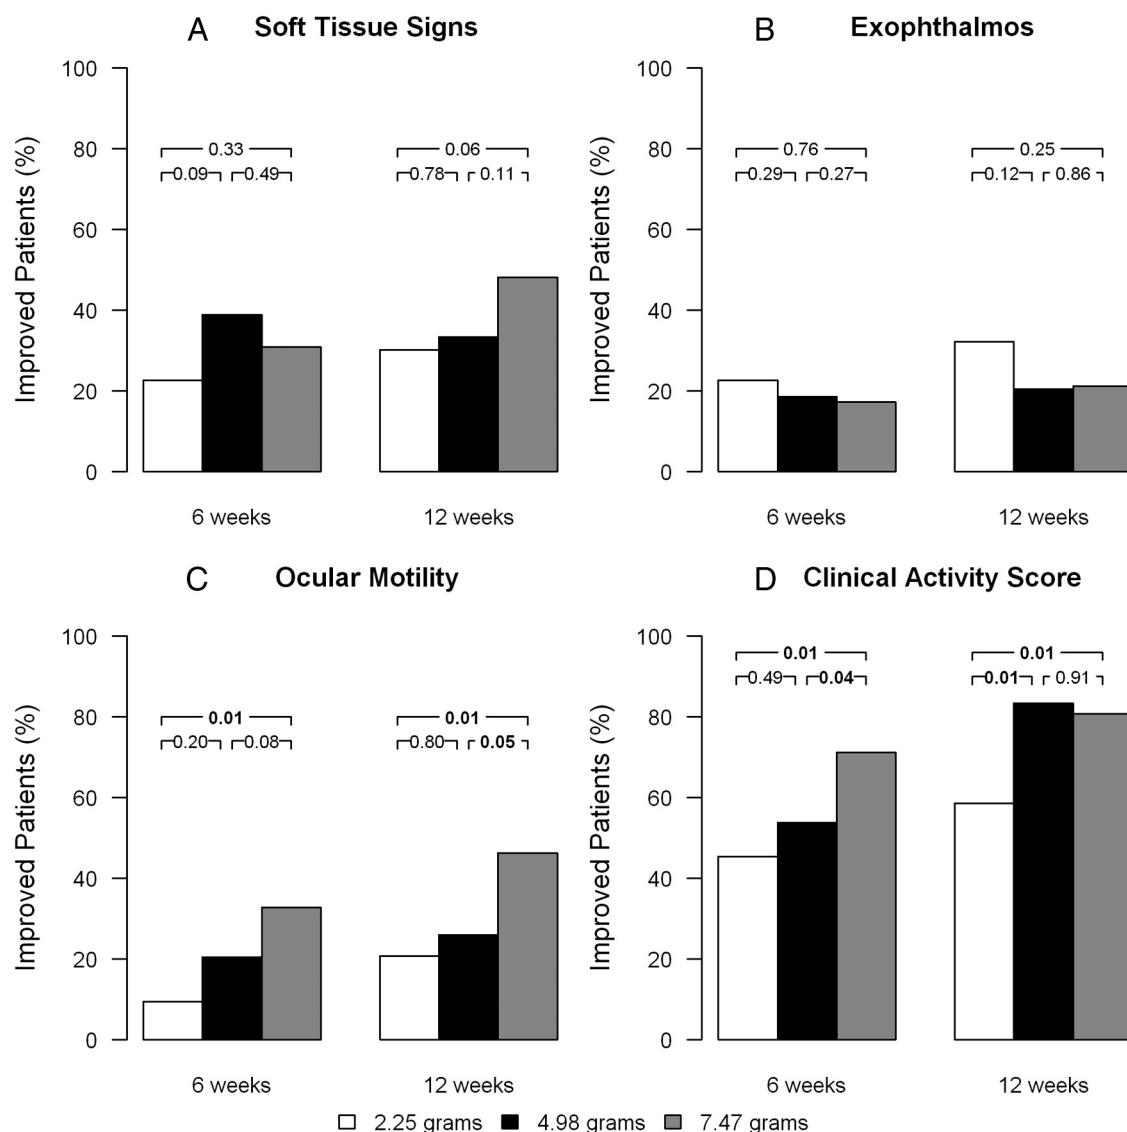 A Soft Tissue Signs
B Exophthalmos
Improved Patients (%)
100
80
60
40
20
0
0.33
0.09 0.49
0.06
0.78 0.11
6 weeks
12 weeks
Improved Patients (%)
100
80
60
40
20
0
0.76
0.29 0.27
0.25
0.12 0.86
6 weeks
12 weeks
C Ocular Motility
D Clinical Activity Score
Improved Patients (%)
100
80
60
40
20
0
0.01
0.20 0.08
0.01
0.80 0.05
6 weeks
12 weeks
Improved Patients (%)
100
80
60
40
20
0
0.01
0.49 0.04
0.01
0.01 0.91
6 weeks
12 weeks
2.25 grams 4.98 grams 7.47 grams